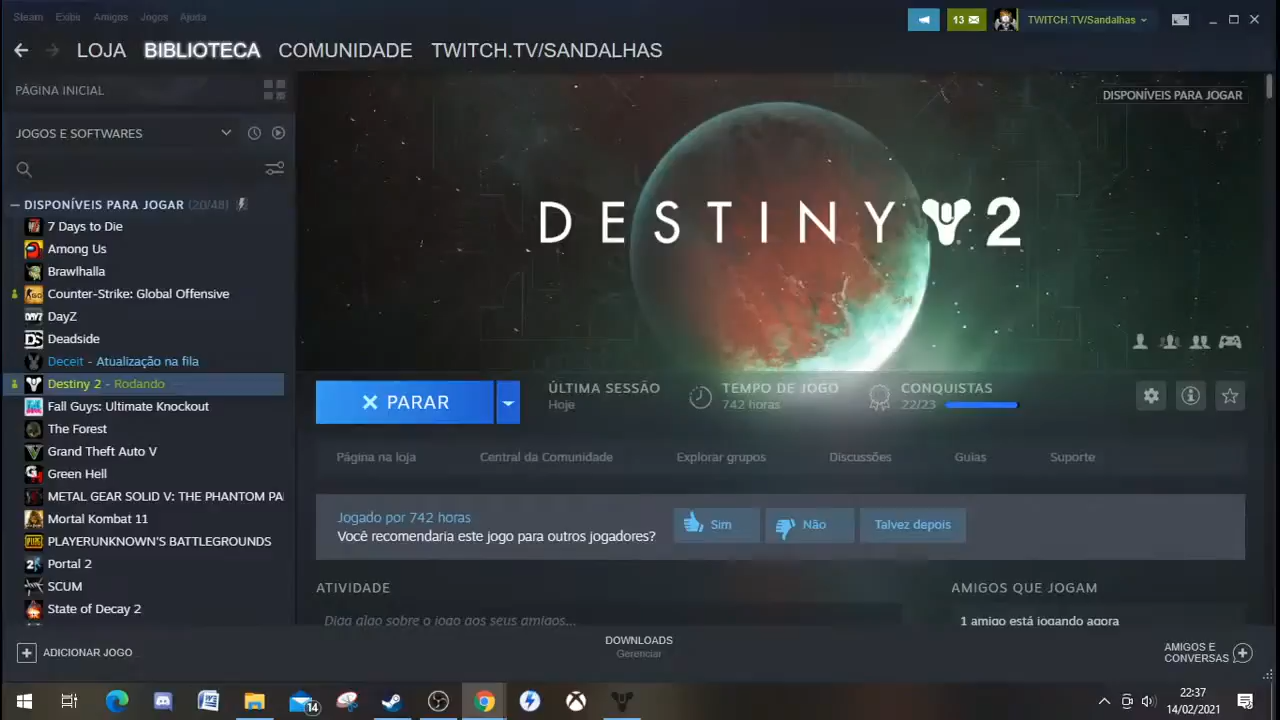 Steam Exibir Amigos Jogos Ajuda
13
TWITCH.TV/Sandalhas
LOJA BIBLIOTECA COMUNIDADE TWITCH.TV/SANDALHAS
PÁGINA INICIAL
JOGOS E SOFTWARES
DISPONÍVEIS PARA JOGAR (20/48)
7 Days to Die
Among Us
Brawlhalla
Counter-Strike: Global Offensive
DayZ
Deadside
Deceit - Atualização na fila
Destiny 2 - Rodando
Fall Guys: Ultimate Knockout
The Forest
Grand Theft Auto V
Green Hell
METAL GEAR SOLID V: THE PHANTOM PA
Mortal Kombat 11
PLAYERUNKNOWN'S BATTLEGROUNDS
Portal 2
SCUM
State of Decay 2
ADICIONAR JOGO
DISPONÍVEIS PARA JOGAR
DESTINY 2
PARAR
ÚLTIMA SESSÃO
Hoje
TEMPO DE JOGO
742 horas
CONQUISTAS
22/23
Página na loja Central da Comunidade Explorar grupos Discussões Guias Suporte
Jogado por 742 horas
Você recomendaria este jogo para outros jogadores?
Sim Não Talvez depois
ATIVIDADE
Diga algo sobre o jogo aos seus amigos...
AMIGOS QUE JOGAM
1 amigo está jogando agora
DOWNLOADS
Gerenciar
AMIGOS E
CONVERSAS
14
22:37
14/02/2021